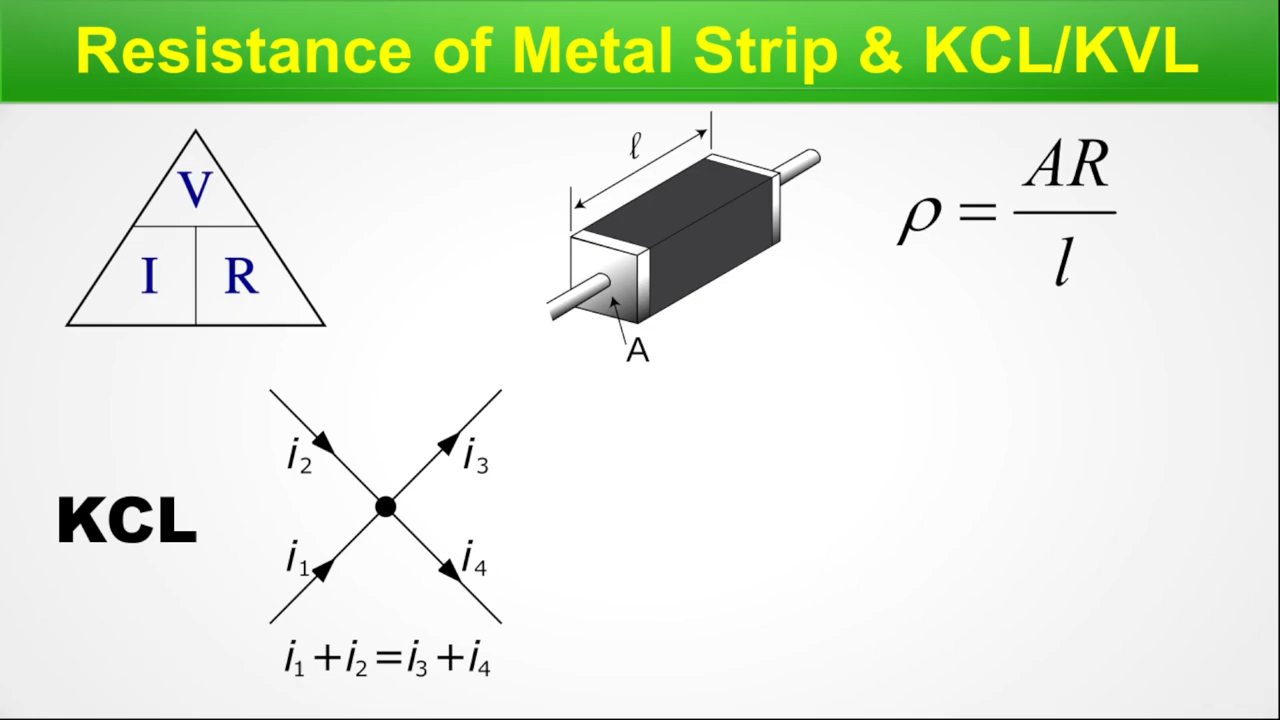 Resistance of Metal Strip & KCL/KVL
V
I R
ℓ
A
ρ = AR / l
KCL
i₂
i₃
i₁
i₄
i₁+i₂=i₃+i₄